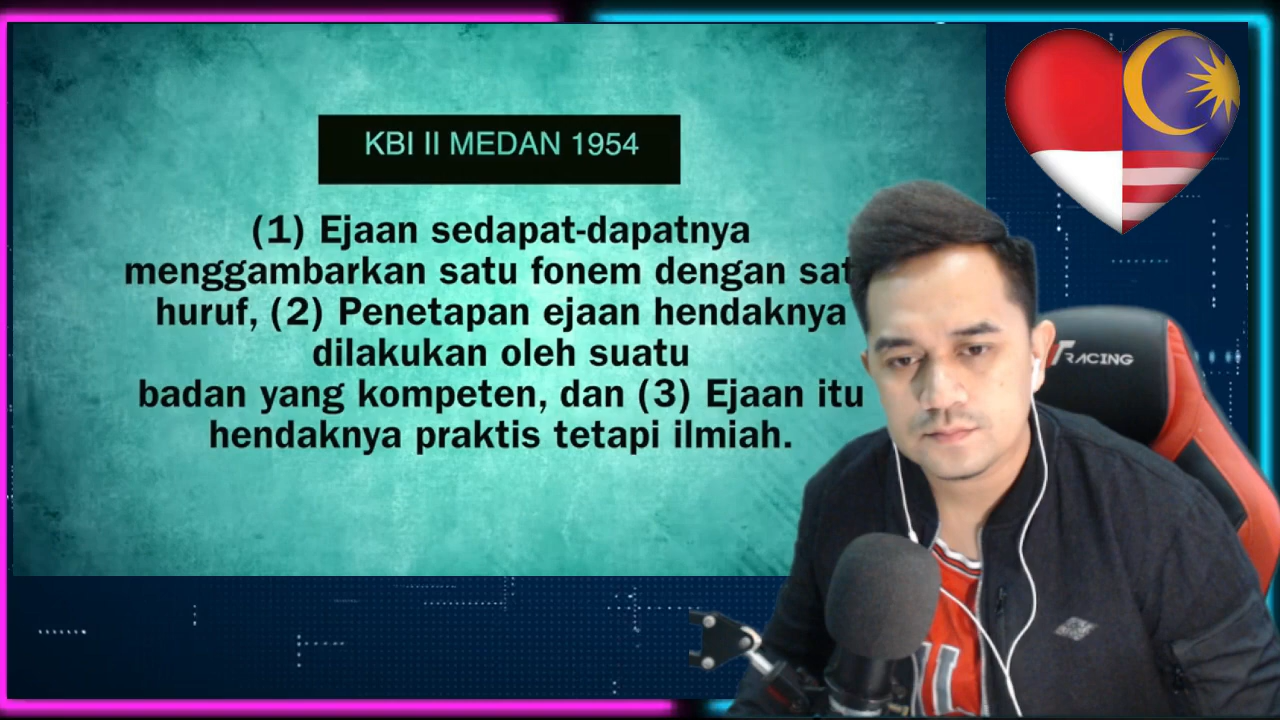 KBI II MEDAN 1954
(1) Ejaan sedapat-dapatnya
menggambarkan satu fonem dengan
huruf, (2) Penetapan ejaan hendaknya
dilakukan oleh suatu
badan yang kompeten, dan (3) Ejaan itu
hendaknya praktis tetapi ilmiah.
RACING